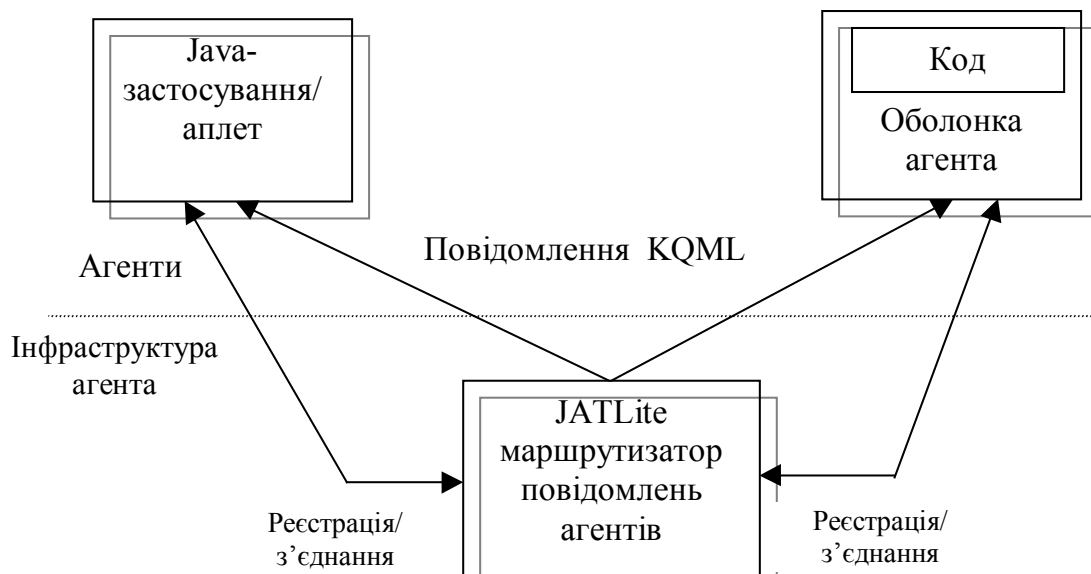 Java-
застосування/
аплет
Код
Оболонка
агента
Повідомлення KQML
Агенти
Інфраструктура
агента
JATLite
маршрутизатор
повідомлень
агентів
Реєстрація/
з’єднання
Реєстрація/
з’єднання